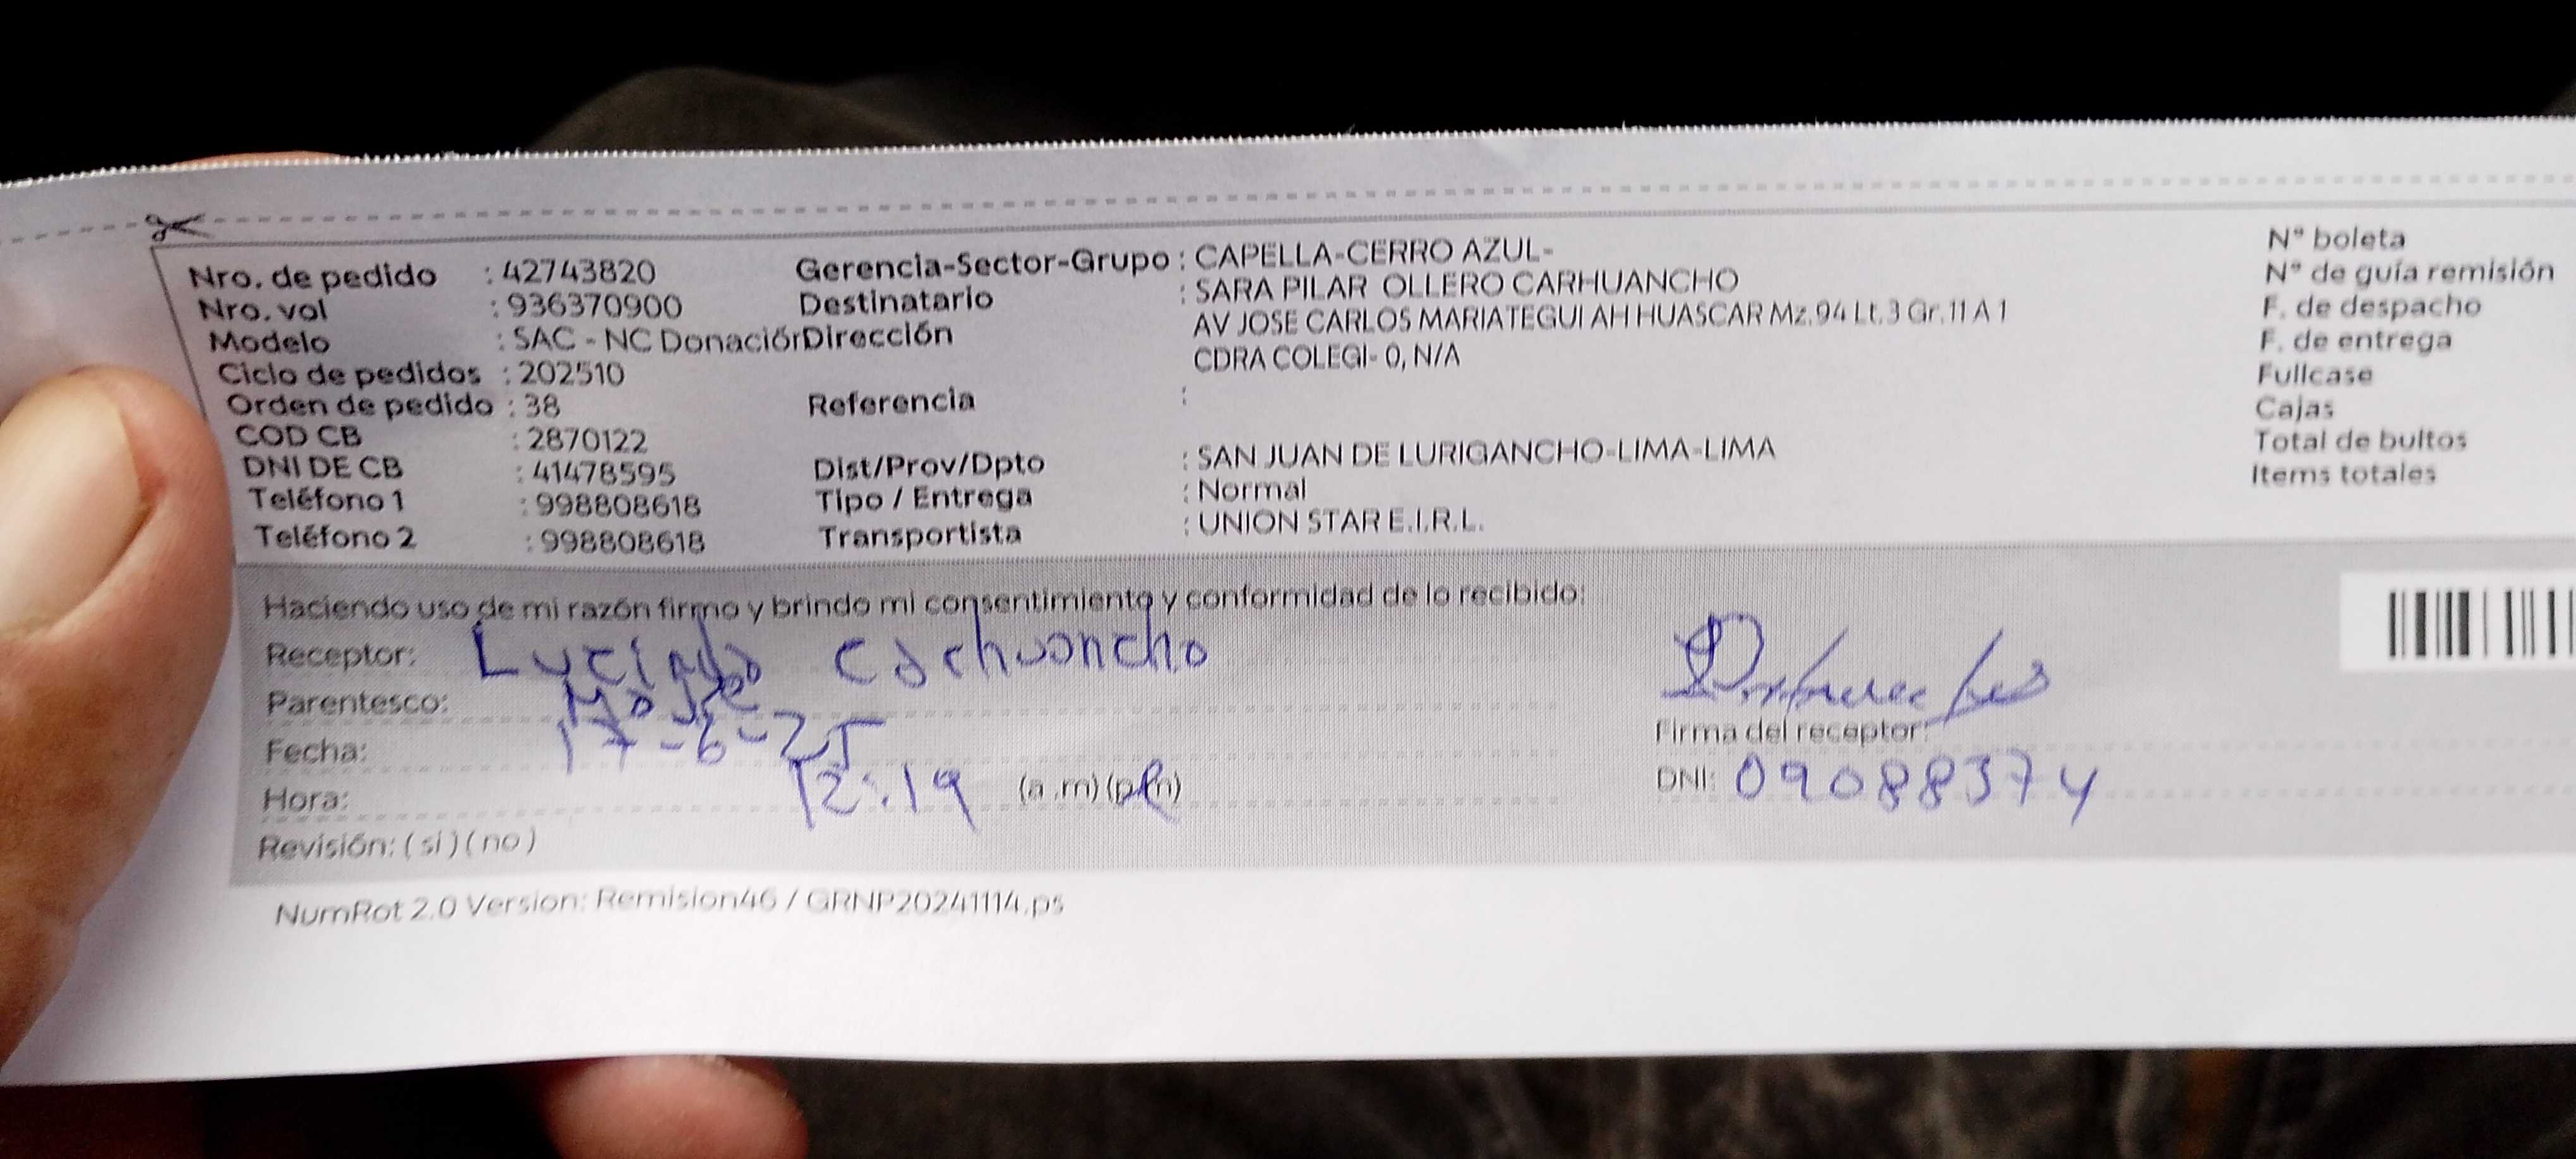 Nro. de pedido : 42743820 Gerencia-Sector-Grupo : CAPELLA-CERRO AZUL- N° boleta
Nro. vol : 936370900 Destinatario : SARA PILAR OLLERO CARHUANCHO N° de guía remisión
Modelo : SAC - NC Donación Dirección AV JOSE CARLOS MARIATEGUI AH HUASCAR Mz.94 Lt.3 Gr.11 A 1 F. de despacho
Ciclo de pedidos : 202510 CDRA COLEGI- 0, N/A F. de entrega
Orden de pedido : 38 Referencia : Fullcase
COD CB : 2870122 Cajas
DNI DE CB : 41478595 Dist/Prov/Dpto : SAN JUAN DE LURIGANCHO-LIMA-LIMA Total de bultos
Teléfono 1 : 998808618 Tipo / Entrega : Normal Items totales
Teléfono 2 : 998808618 Transportista : UNION STAR E.I.R.L.
Haciendo uso de mi razón firmo y brindo mi consentimiento y conformidad de lo recibido:
Receptor: Cachuancho
Parentesco:
Fecha: 17-6-25 Firma del receptor:
Hora: 12:19 (a .m) (p.m) DNI: 09088374
Revisión: ( si ) ( no )
NumRot 2.0 Version: Remision46 / GRNP20241114.ps